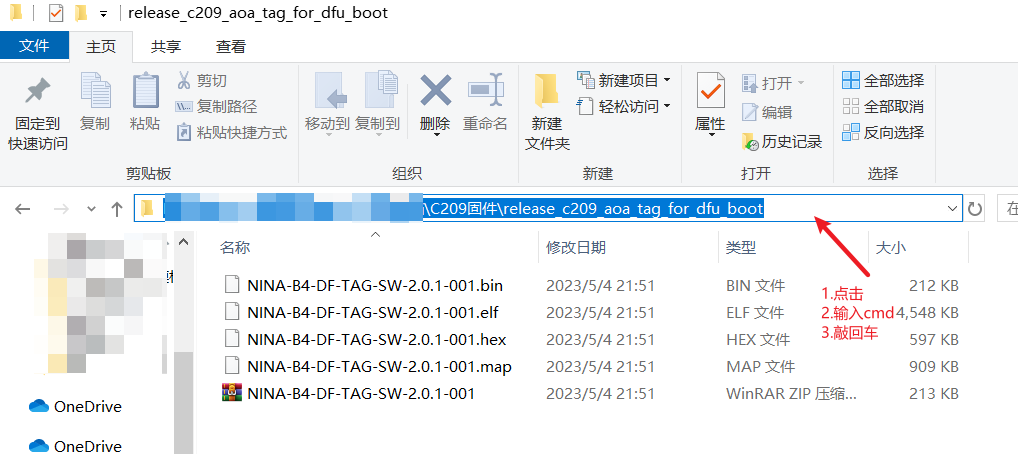 release_c209_aoa_tag_for_dfu_boot
文件 主页 共享 查看
固定到快速访问
复制
粘贴
剪切
复制路径
粘贴快捷方式
剪贴板
移动到
复制到
删除
重命名
组织
新建文件夹
新建项目
轻松访问
新建
属性
打开
编辑
历史记录
打开
全部选择
全部取消
反向选择
选择
\C209固件\release_c209_aoa_tag_for_dfu_boot
在
名称 修改日期 类型 大小
NINA-B4-DF-TAG-SW-2.0.1-001.bin 2023/5/4 21:51 BIN 文件 212 KB
NINA-B4-DF-TAG-SW-2.0.1-001.elf 2023/5/4 21:51 ELF 文件 4,548 KB
NINA-B4-DF-TAG-SW-2.0.1-001.hex 2023/5/4 21:51 HEX 文件 597 KB
NINA-B4-DF-TAG-SW-2.0.1-001.map 2023/5/4 21:51 MAP 文件 909 KB
NINA-B4-DF-TAG-SW-2.0.1-001 2023/5/4 21:51 WinRAR ZIP 压缩... 213 KB
1.点击
2.输入cmd
3.敲回车
OneDrive
OneDrive